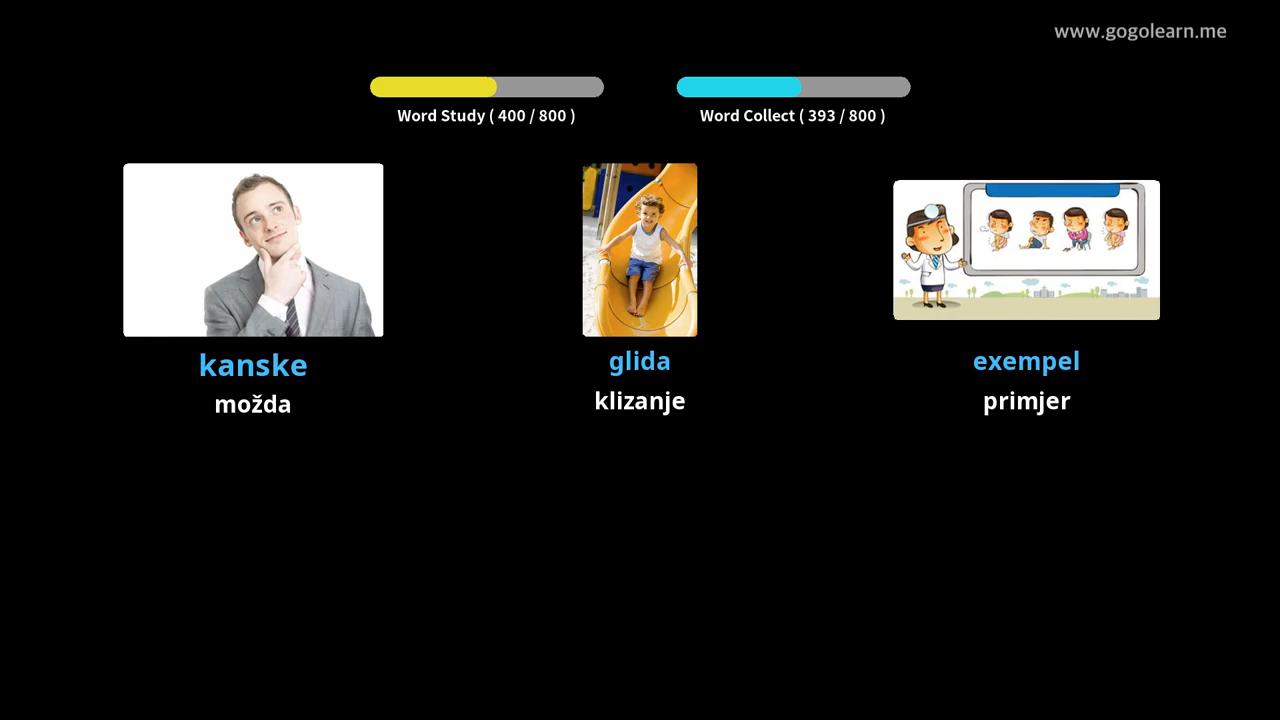 www.gogolearn.me
Word Study ( 400 / 800 )
Word Collect ( 393 / 800 )
kanske
možda
glida
klizanje
exempel
primjer